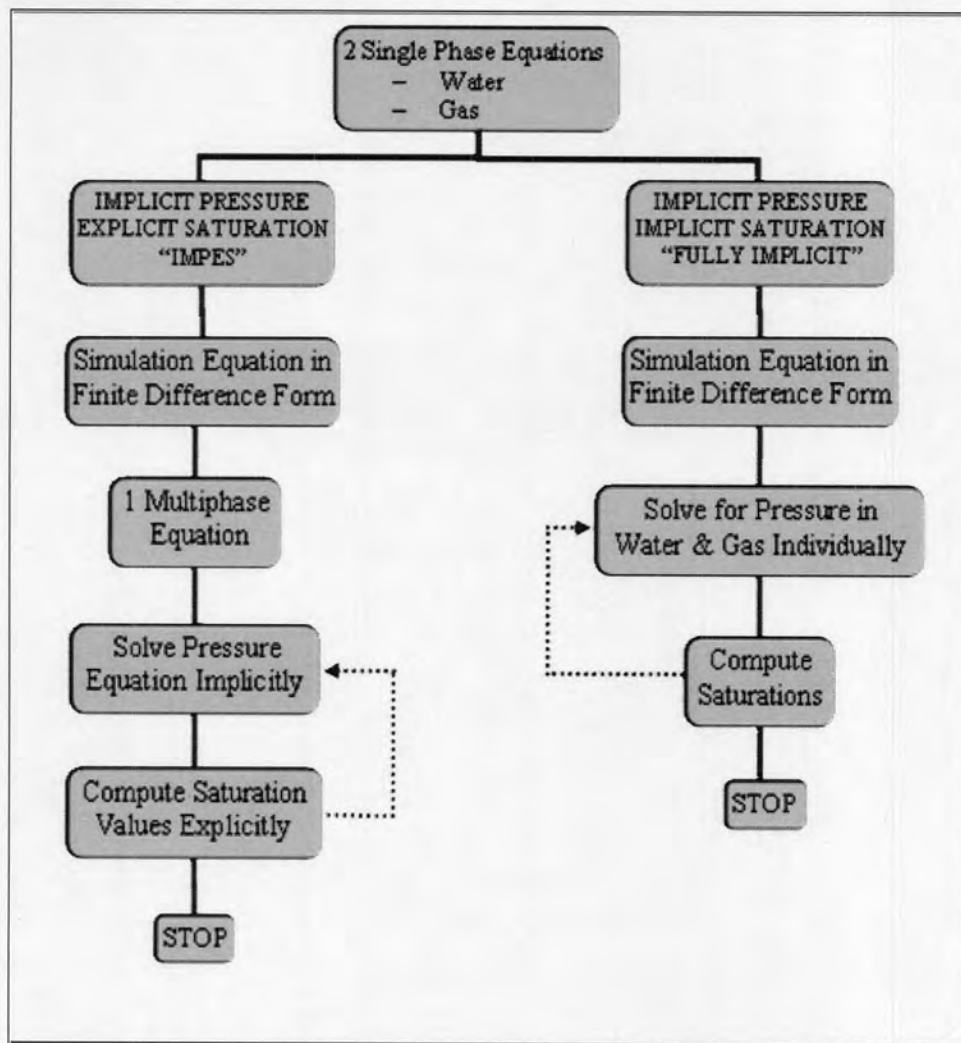 2 Single Phase Equations
– Water
– Gas
IMPLICIT PRESSURE
EXPLICIT SATURATION
“IMPES”
Simulation Equation in
Finite Difference Form
1 Multiphase
Equation
Solve Pressure
Equation Implicitly
Compute Saturation
Values Explicitly
STOP
IMPLICIT PRESSURE
IMPLICIT SATURATION
“FULLY IMPLICIT”
Simulation Equation in
Finite Difference Form
Solve for Pressure in
Water & Gas Individually
Compute
Saturations
STOP